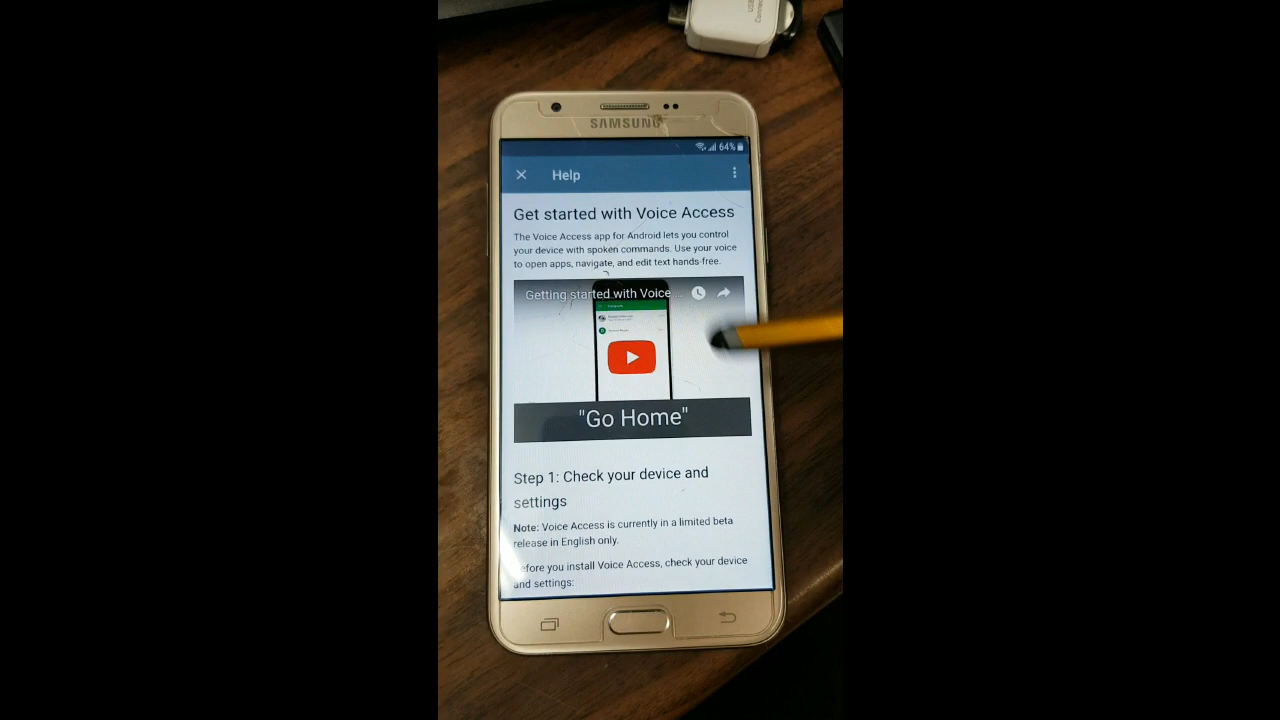 USB
Connect
SAMSUNG
64%
Help
Get started with Voice Access
The Voice Access app for Android lets you control
your device with spoken commands. Use your voice
to open apps, navigate, and edit text hands-free.
Getting started with Voice ...
"Go Home"
Step 1: Check your device and
settings
Note: Voice Access is currently in a limited beta
release in English only.
Before you install Voice Access, check your device
and settings: